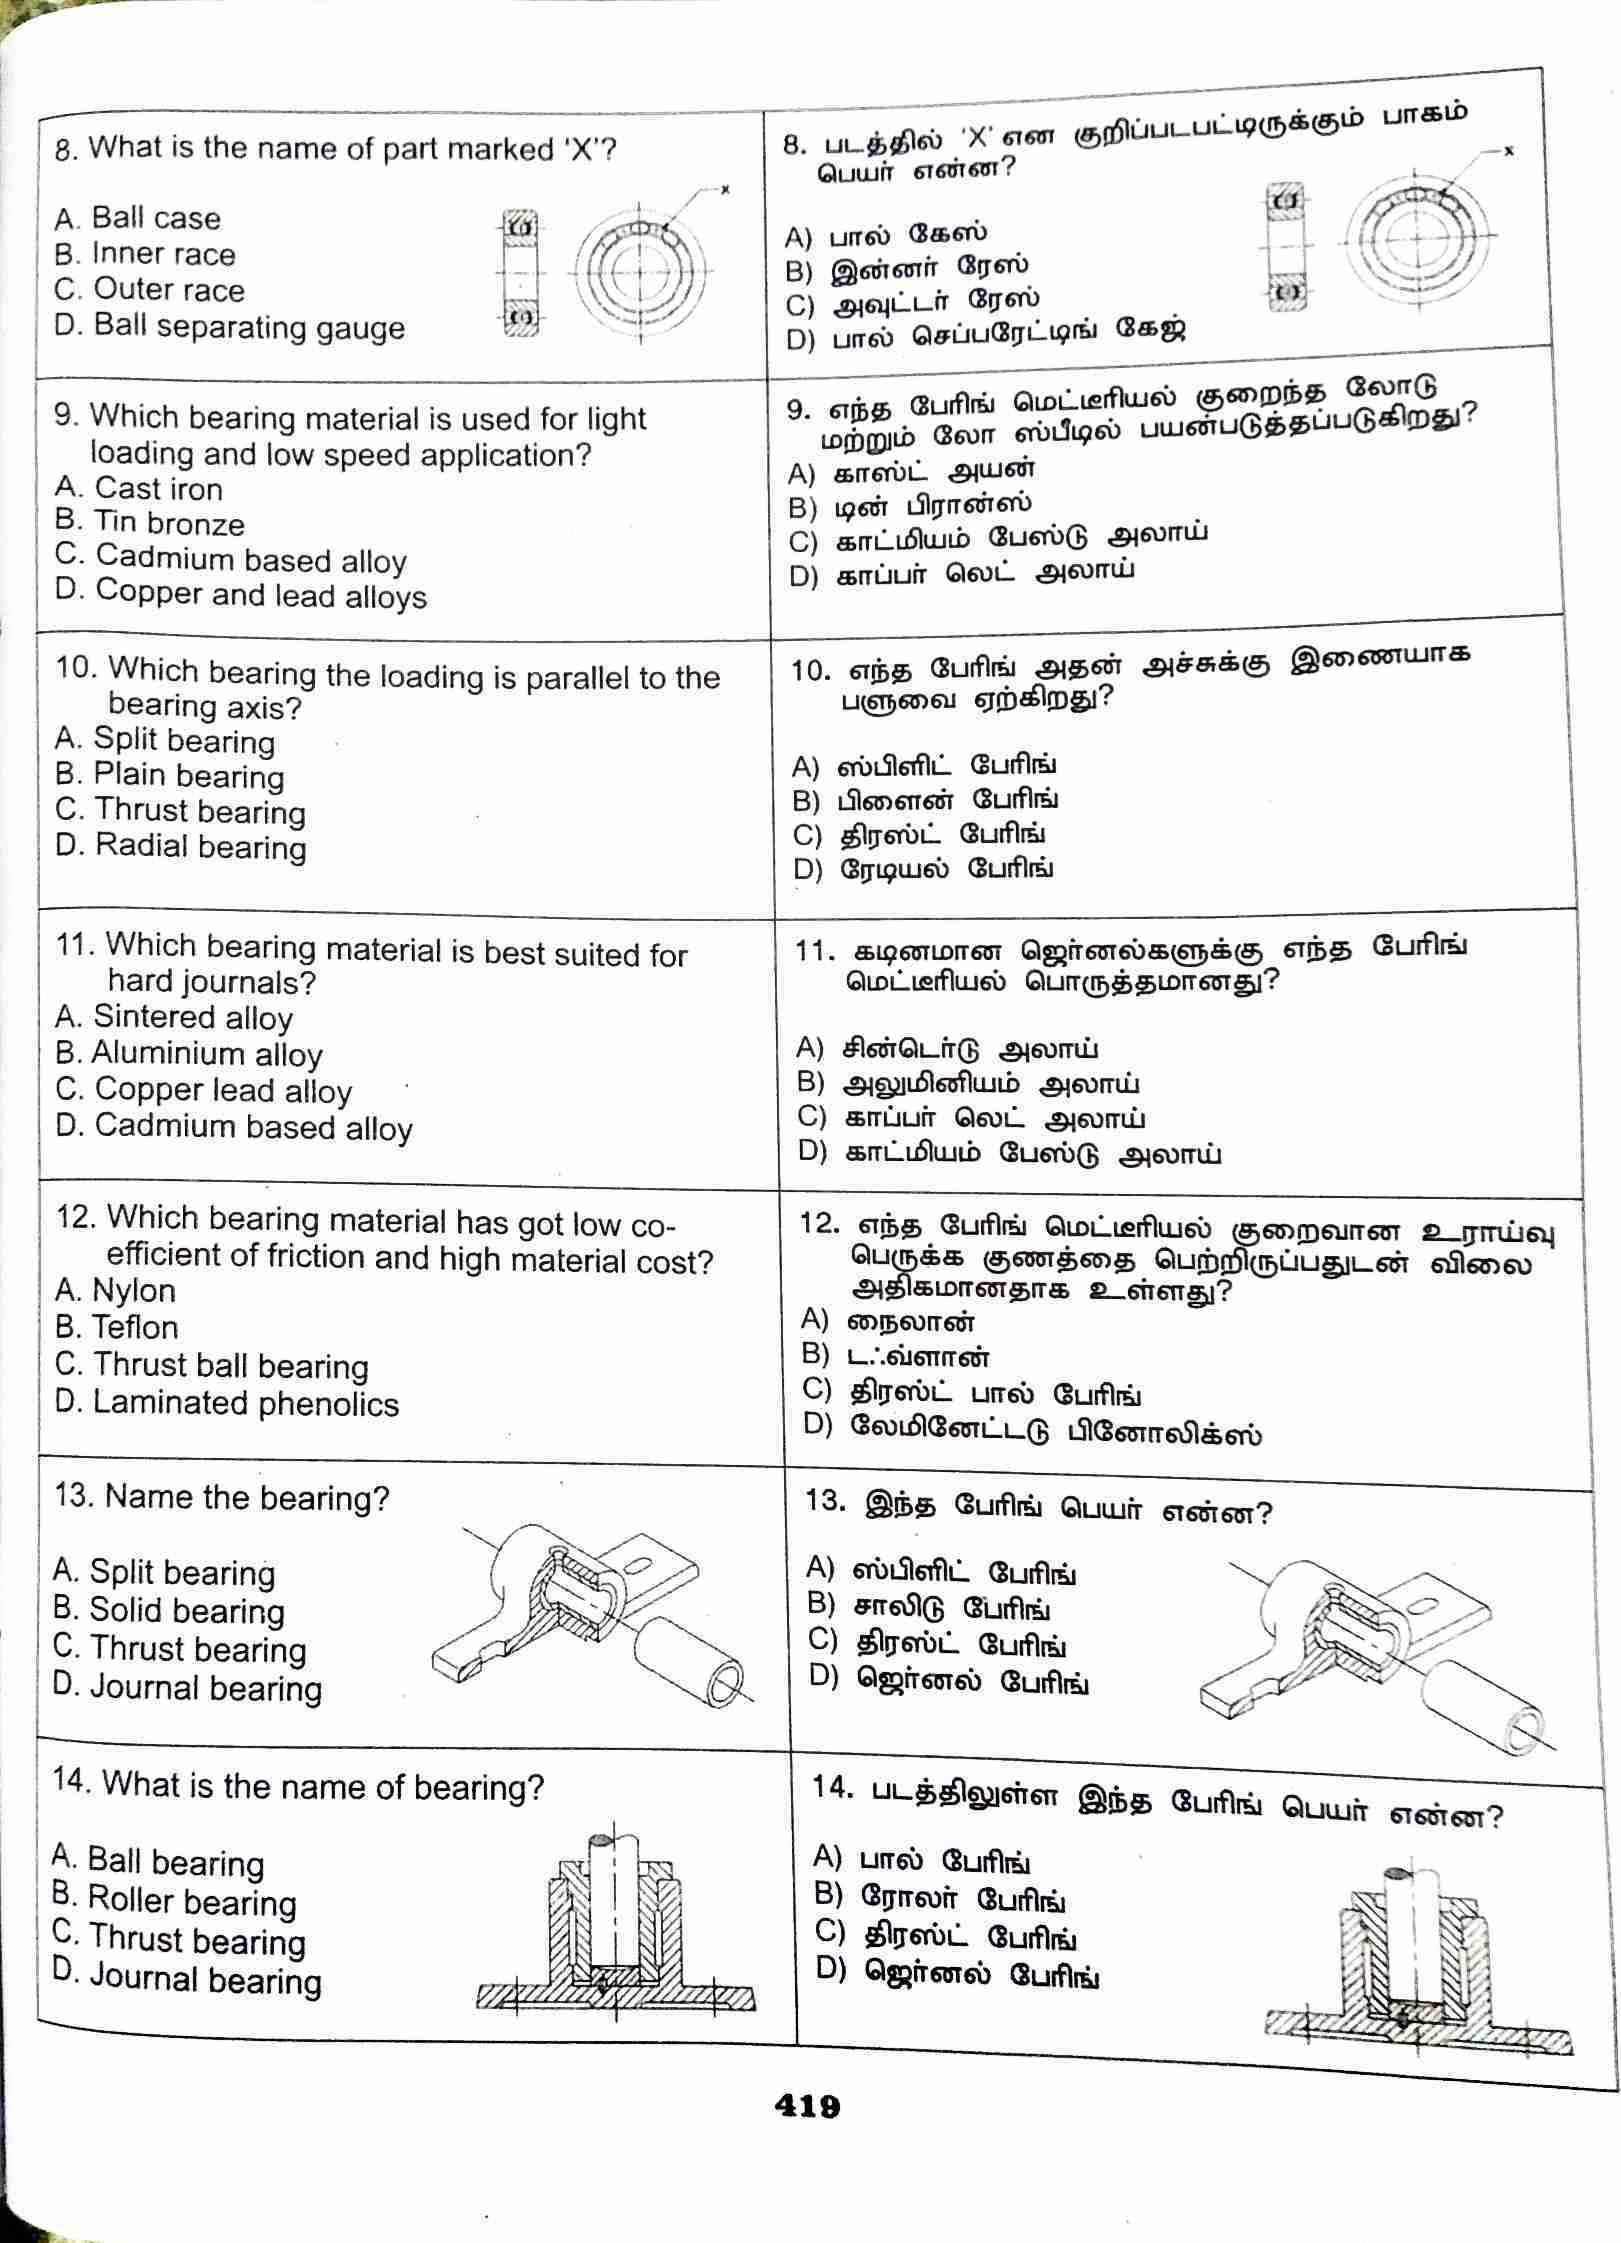 8. What is the name of part marked 'X'?
A. Ball case
B. Inner race
C. Outer race
D. Ball separating gauge
x
8. படத்தில் 'X' என குறிப்படபட்டிருக்கும் பாகம்
பெயர் என்ன?
A) பால் கேஸ்
B) இன்னர் ரேஸ்
C) அவுட்டர் ரேஸ்
D) பால் செப்பரேட்டிங் கேஜ்
x
9. Which bearing material is used for light
loading and low speed application?
A. Cast iron
B. Tin bronze
C. Cadmium based alloy
D. Copper and lead alloys
9. எந்த பேரிங் மெட்டீரியல் குறைந்த லோடு
மற்றும் லோ ஸ்பீடில் பயன்படுத்தப்படுகிறது?
A) காஸ்ட் அயன்
B) டின் பிரான்ஸ்
C) காட்மியம் பேஸ்டு அலாய்
D) காப்பர் லெட் அலாய்
10. Which bearing the loading is parallel to the
bearing axis?
A. Split bearing
B. Plain bearing
C. Thrust bearing
D. Radial bearing
10. எந்த பேரிங் அதன் அச்சுக்கு இணையாக
பளுவை ஏற்கிறது?
A) ஸ்பிளிட் பேரிங்
B) பிளைன் பேரிங்
C) திரஸ்ட் பேரிங்
D) ரேடியல் பேரிங்
11. Which bearing material is best suited for
hard journals?
A. Sintered alloy
B. Aluminium alloy
C. Copper lead alloy
D. Cadmium based alloy
11. கடினமான ஜெர்னல்களுக்கு எந்த பேரிங்
மெட்டீரியல் பொருத்தமானது?
A) சின்டெர்டு அலாய்
B) அலுமினியம் அலாய்
C) காப்பர் லெட் அலாய்
D) காட்மியம் பேஸ்டு அலாய்
12. Which bearing material has got low co-
efficient of friction and high material cost?
A. Nylon
B. Teflon
C. Thrust ball bearing
D. Laminated phenolics
12. எந்த பேரிங் மெட்டீரியல் குறைவான உராய்வு
பெருக்க குணத்தை பெற்றிருப்பதுடன் விலை
அதிகமானதாக உள்ளது?
A) நைலான்
B) டஃவ்ளான்
C) திரஸ்ட் பால் பேரிங்
D) லேமினேட்டடு பினோலிக்ஸ்
13. Name the bearing?
A. Split bearing
B. Solid bearing
C. Thrust bearing
D. Journal bearing
13. இந்த பேரிங் பெயர் என்ன?
A) ஸ்பிளிட் பேரிங்
B) சாலிடு பேரிங்
C) திரஸ்ட் பேரிங்
D) ஜெர்னல் பேரிங்
14. What is the name of bearing?
A. Ball bearing
B. Roller bearing
C. Thrust bearing
D. Journal bearing
14. படத்திலுள்ள இந்த பேரிங் பெயர் என்ன?
A) பால் பேரிங்
B) ரோலர் பேரிங்
C) திரஸ்ட் பேரிங்
D) ஜெர்னல் பேரிங்
419